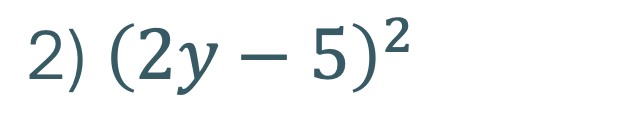 2) (2𝑦 − 5)²